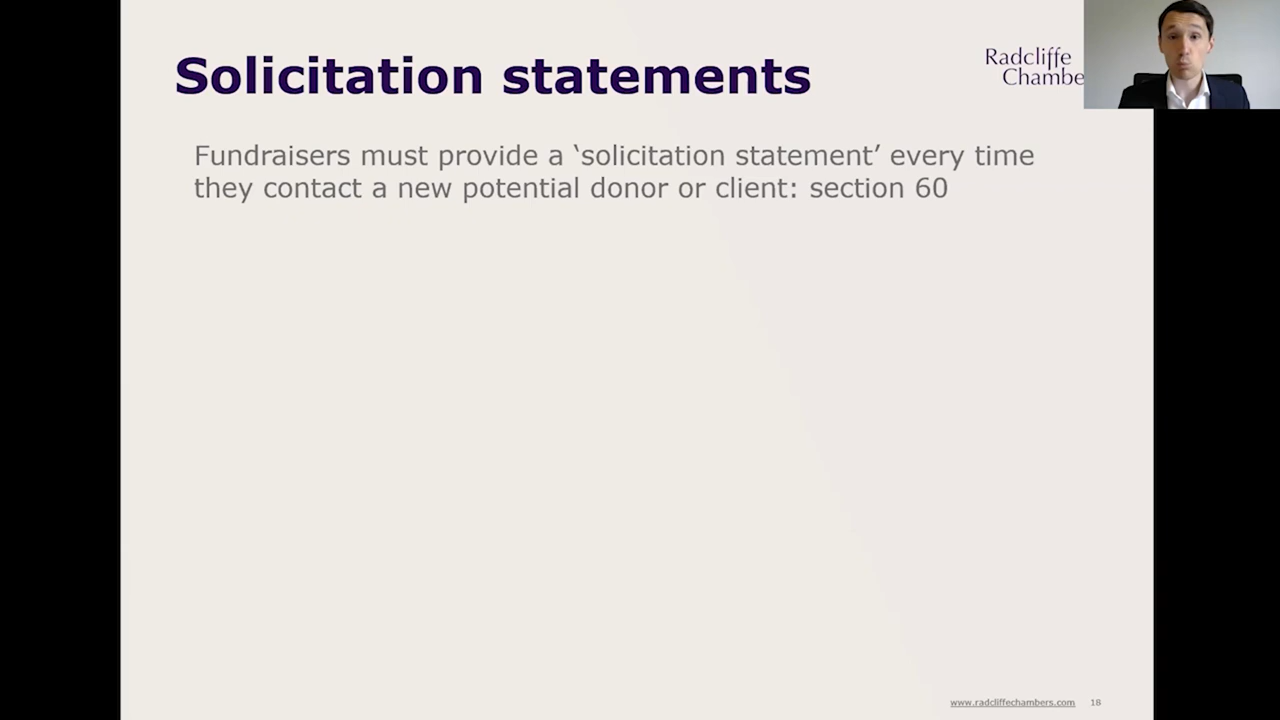 Solicitation statements
Radcliffe
Chambe
Fundraisers must provide a ‘solicitation statement’ every time
they contact a new potential donor or client: section 60
www.radcliffechambers.com 18